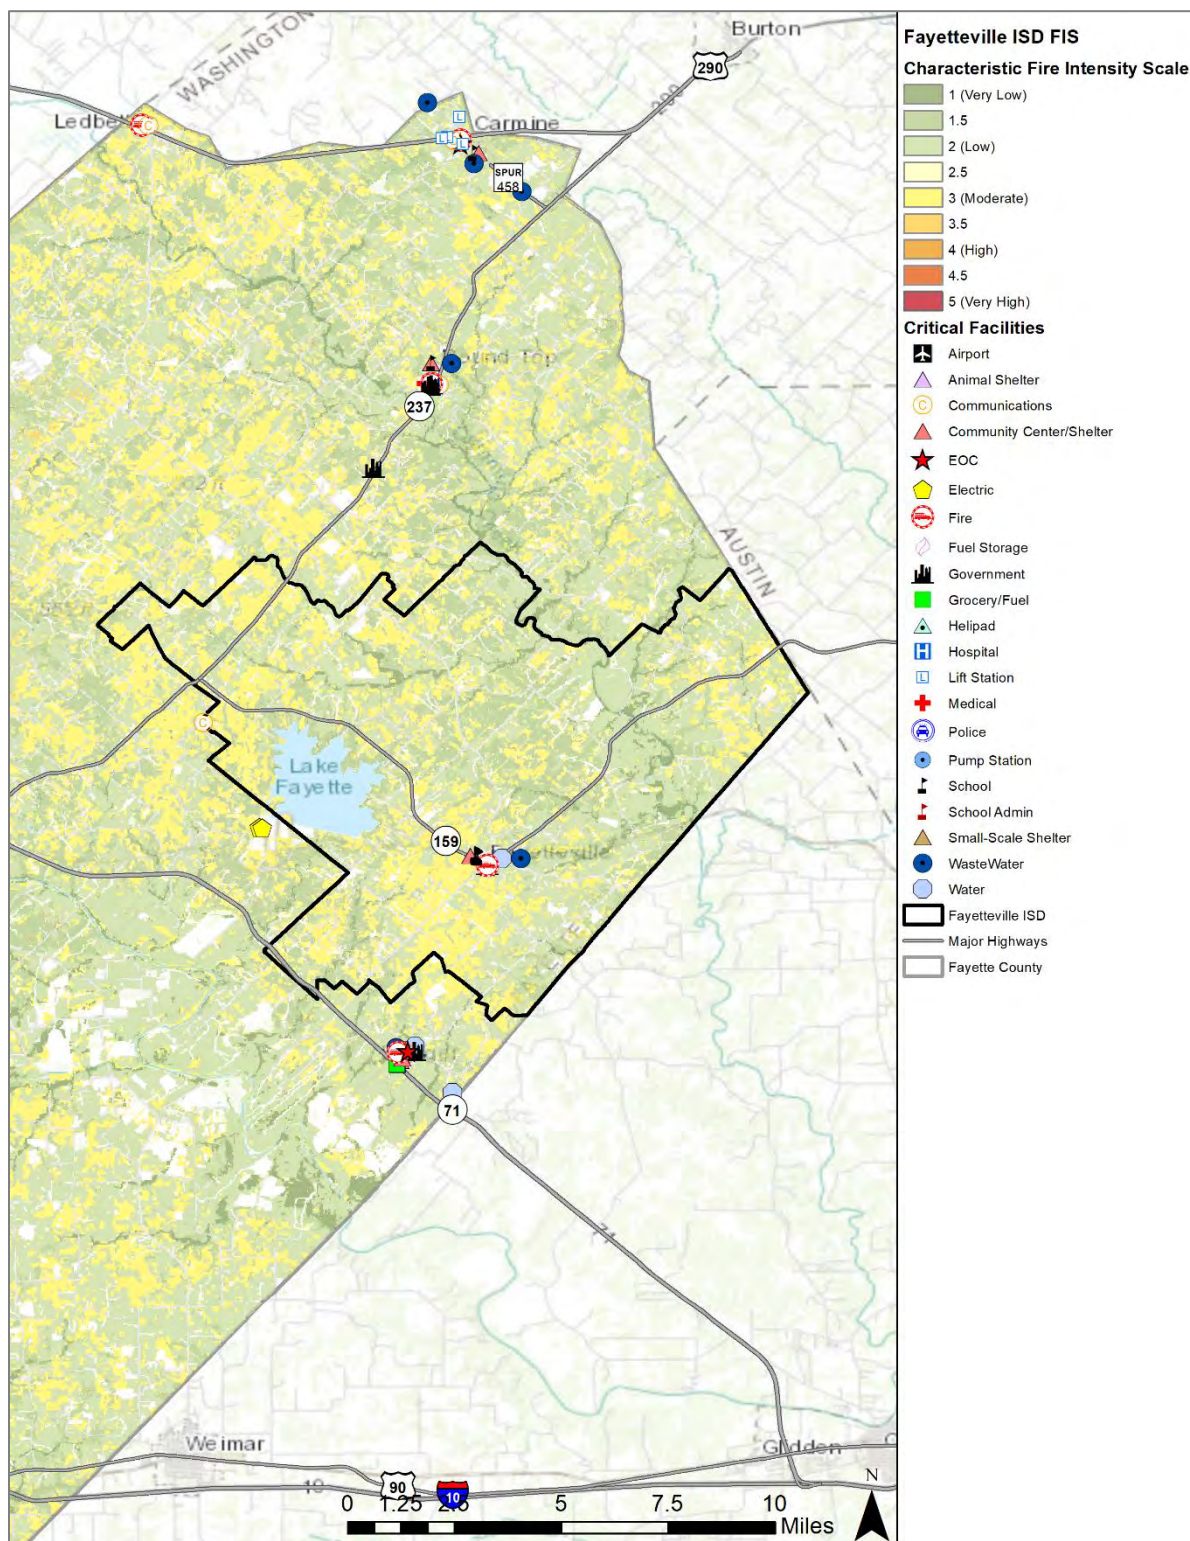 Burton
WASHINGTON
290
290
Ledbe
C
Carmine
L
L
L
L
SPUR
458
Round Top
237
AUSTIN
C
Lake
Fayette
159
Fayetteville
71
71
Weimar
Glidden
10
90
10
N
0 1.25 2.5 5 7.5 10
Miles
Fayetteville ISD FIS
Characteristic Fire Intensity Scale
1 (Very Low)
1.5
2 (Low)
2.5
3 (Moderate)
3.5
4 (High)
4.5
5 (Very High)
Critical Facilities
Airport
Animal Shelter
C Communications
Community Center/Shelter
EOC
Electric
Fire
Fuel Storage
Government
Grocery/Fuel
Helipad
H Hospital
L Lift Station
Medical
Police
Pump Station
School
School Admin
Small-Scale Shelter
WasteWater
Water
Fayetteville ISD
Major Highways
Fayette County